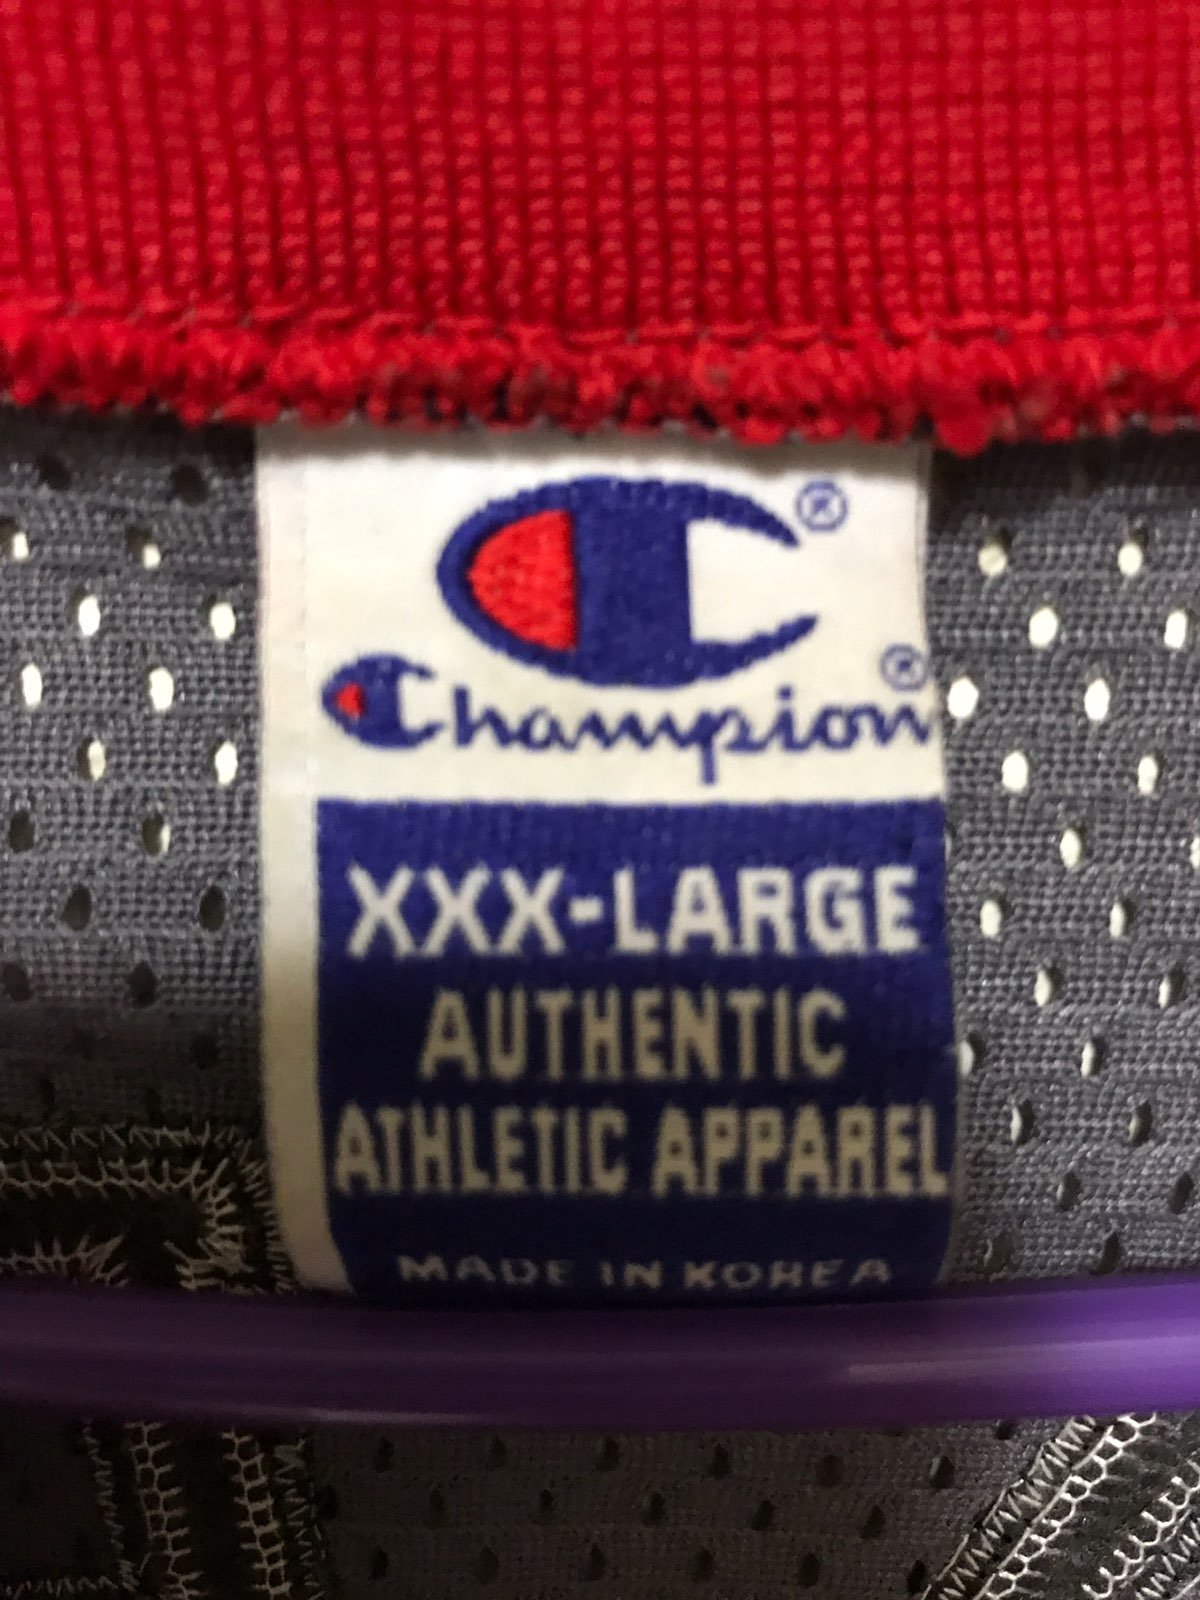 ®
Champion®
XXX-LARGE
AUTHENTIC
ATHLETIC APPAREL
MADE IN KOREA